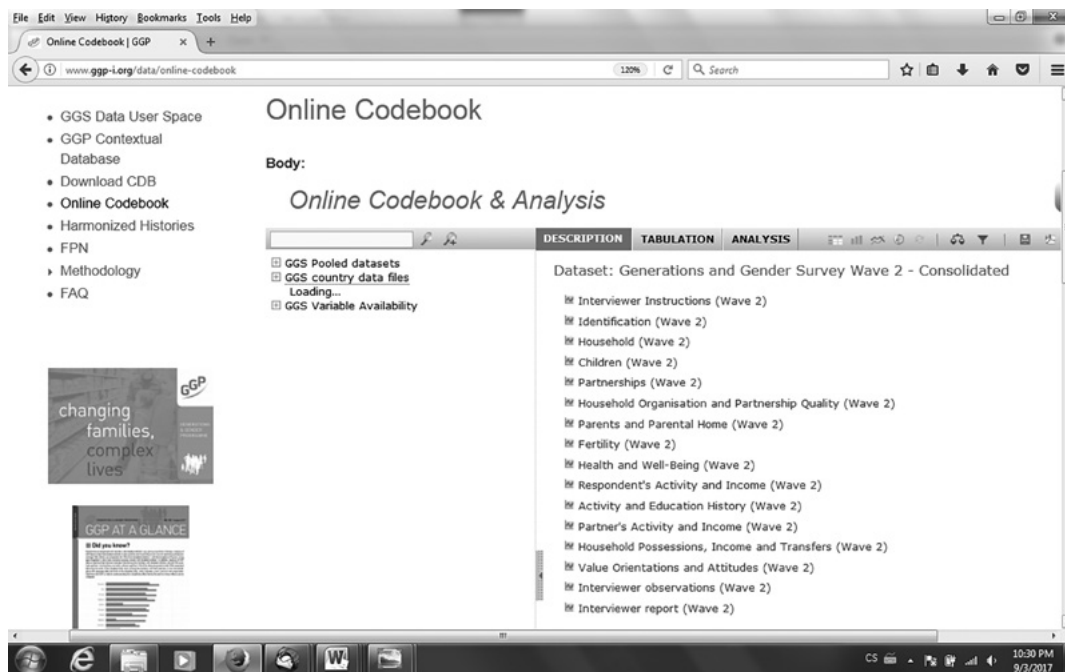 File Edit View History Bookmarks Tools Help
Online Codebook | GGP × +
www.ggp-i.org/data/online-codebook 120% Search
GGS Data User Space
GGP Contextual
Database
Download CDB
Online Codebook
Harmonized Histories
FPN
Methodology
FAQ
GGP
changing
families,
complex
lives
GGP AT A GLANCE
Did you know?
Online Codebook
Body:
Online Codebook & Analysis
GGS Pooled datasets
GGS country data files
Loading...
GGS Variable Availability
DESCRIPTION TABULATION ANALYSIS
Dataset: Generations and Gender Survey Wave 2 - Consolidated
Interviewer Instructions (Wave 2)
Identification (Wave 2)
Household (Wave 2)
Children (Wave 2)
Partnerships (Wave 2)
Household Organisation and Partnership Quality (Wave 2)
Parents and Parental Home (Wave 2)
Fertility (Wave 2)
Health and Well-Being (Wave 2)
Respondent's Activity and Income (Wave 2)
Activity and Education History (Wave 2)
Partner's Activity and Income (Wave 2)
Household Possessions, Income and Transfers (Wave 2)
Value Orientations and Attitudes (Wave 2)
Interviewer observations (Wave 2)
Interviewer report (Wave 2)
CS 10:30 PM
9/3/2017